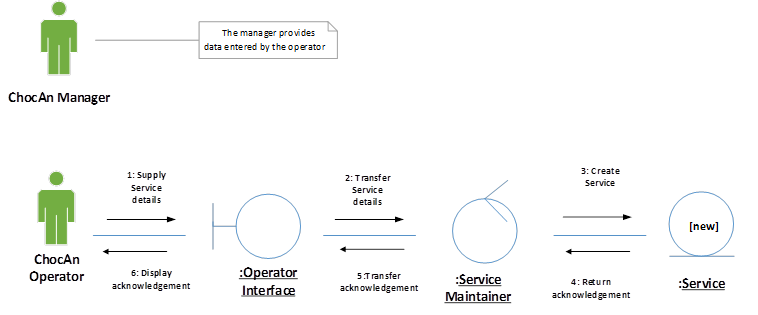 The manager provides
data entered by the operator
ChocAn Manager
1: Supply
Service
details
2: Transfer
Service
details
3: Create
Service
[new]
ChocAn
Operator
6: Display
acknowledgement
:Operator
Interface
5:Transfer
acknowledgement
:Service
Maintainer
4: Return
acknowledgement
:Service